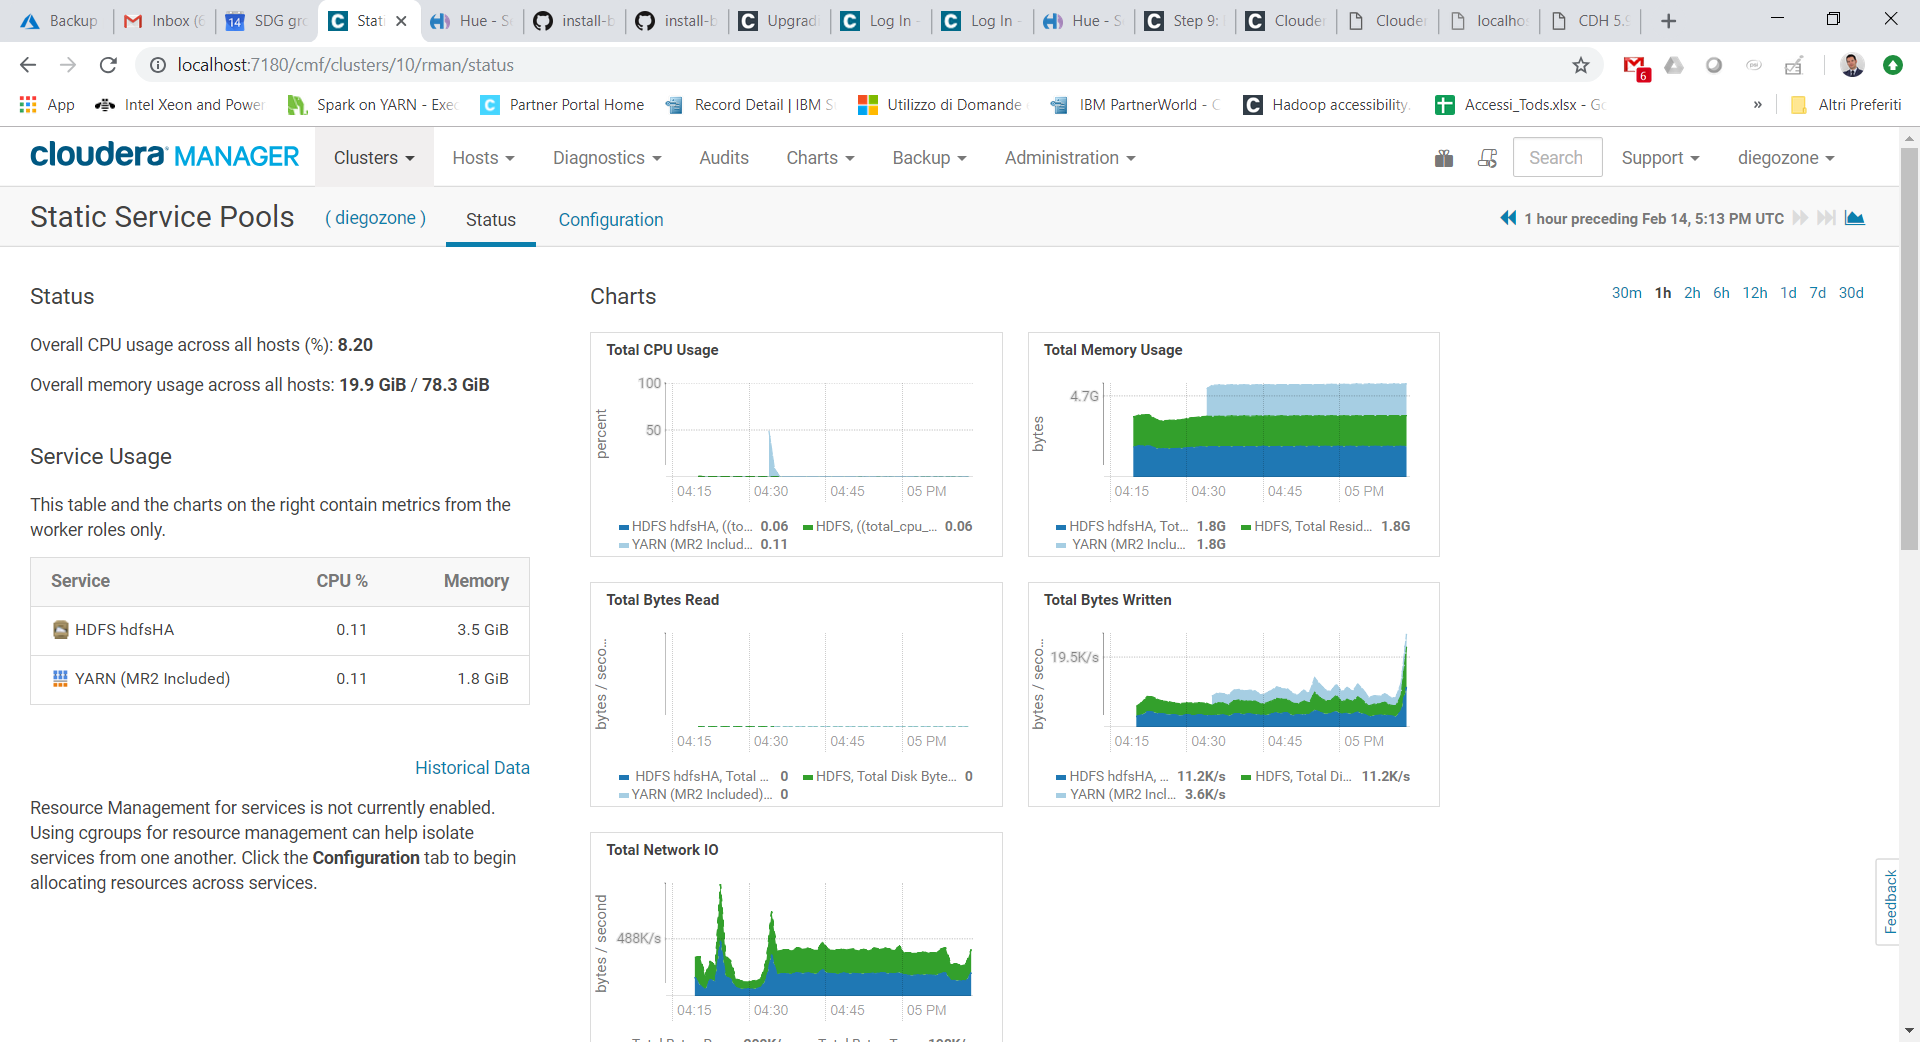 Backup
Inbox (6
14
SDG gro
Stati
Hue - Se
install-b
install-b
Upgradi
Log In -
Log In -
Hue - Se
Step 9:
Clouder
Clouder
localhos
CDH 5.9
localhost:7180/cmf/clusters/10/rman/status
6
App
Intel Xeon and Power
Spark on YARN - Exec
Partner Portal Home
Record Detail | IBM S
Utilizzo di Domande
IBM PartnerWorld - C
Hadoop accessibility.
Accessi_Tods.xlsx - Go
»
Altri Preferiti
cloudera MANAGER
Clusters
Hosts
Diagnostics
Audits
Charts
Backup
Administration
Search
Support
diegozone
Static Service Pools
( diegozone )
Status
Configuration
1 hour preceding Feb 14, 5:13 PM UTC
Status
Overall CPU usage across all hosts (%): 8.20
Overall memory usage across all hosts: 19.9 GiB / 78.3 GiB
Service Usage
This table and the charts on the right contain metrics from the
worker roles only.
Service CPU % Memory
HDFS hdfsHA 0.11 3.5 GiB
YARN (MR2 Included) 0.11 1.8 GiB
Historical Data
Resource Management for services is not currently enabled.
Using cgroups for resource management can help isolate
services from one another. Click the Configuration tab to begin
allocating resources across services.
Charts
30m 1h 2h 6h 12h 1d 7d 30d
Total CPU Usage
percent
100
50
04:15 04:30 04:45 05 PM
HDFS hdfsHA, ((to... 0.06 HDFS, ((total_cpu_... 0.06
YARN (MR2 Includ... 0.11
Total Memory Usage
bytes
4.7G
04:15 04:30 04:45 05 PM
HDFS hdfsHA, Tot... 1.8G HDFS, Total Resid... 1.8G
YARN (MR2 Inclu... 1.8G
Total Bytes Read
bytes / seco...
04:15 04:30 04:45 05 PM
HDFS hdfsHA, Total ... 0 HDFS, Total Disk Byte... 0
YARN (MR2 Included)... 0
Total Bytes Written
bytes / seco...
19.5K/s
04:15 04:30 04:45 05 PM
HDFS hdfsHA, ... 11.2K/s HDFS, Total Di... 11.2K/s
YARN (MR2 Incl... 3.6K/s
Total Network IO
bytes / second
488K/s
04:15 04:30 04:45 05 PM
Feedback